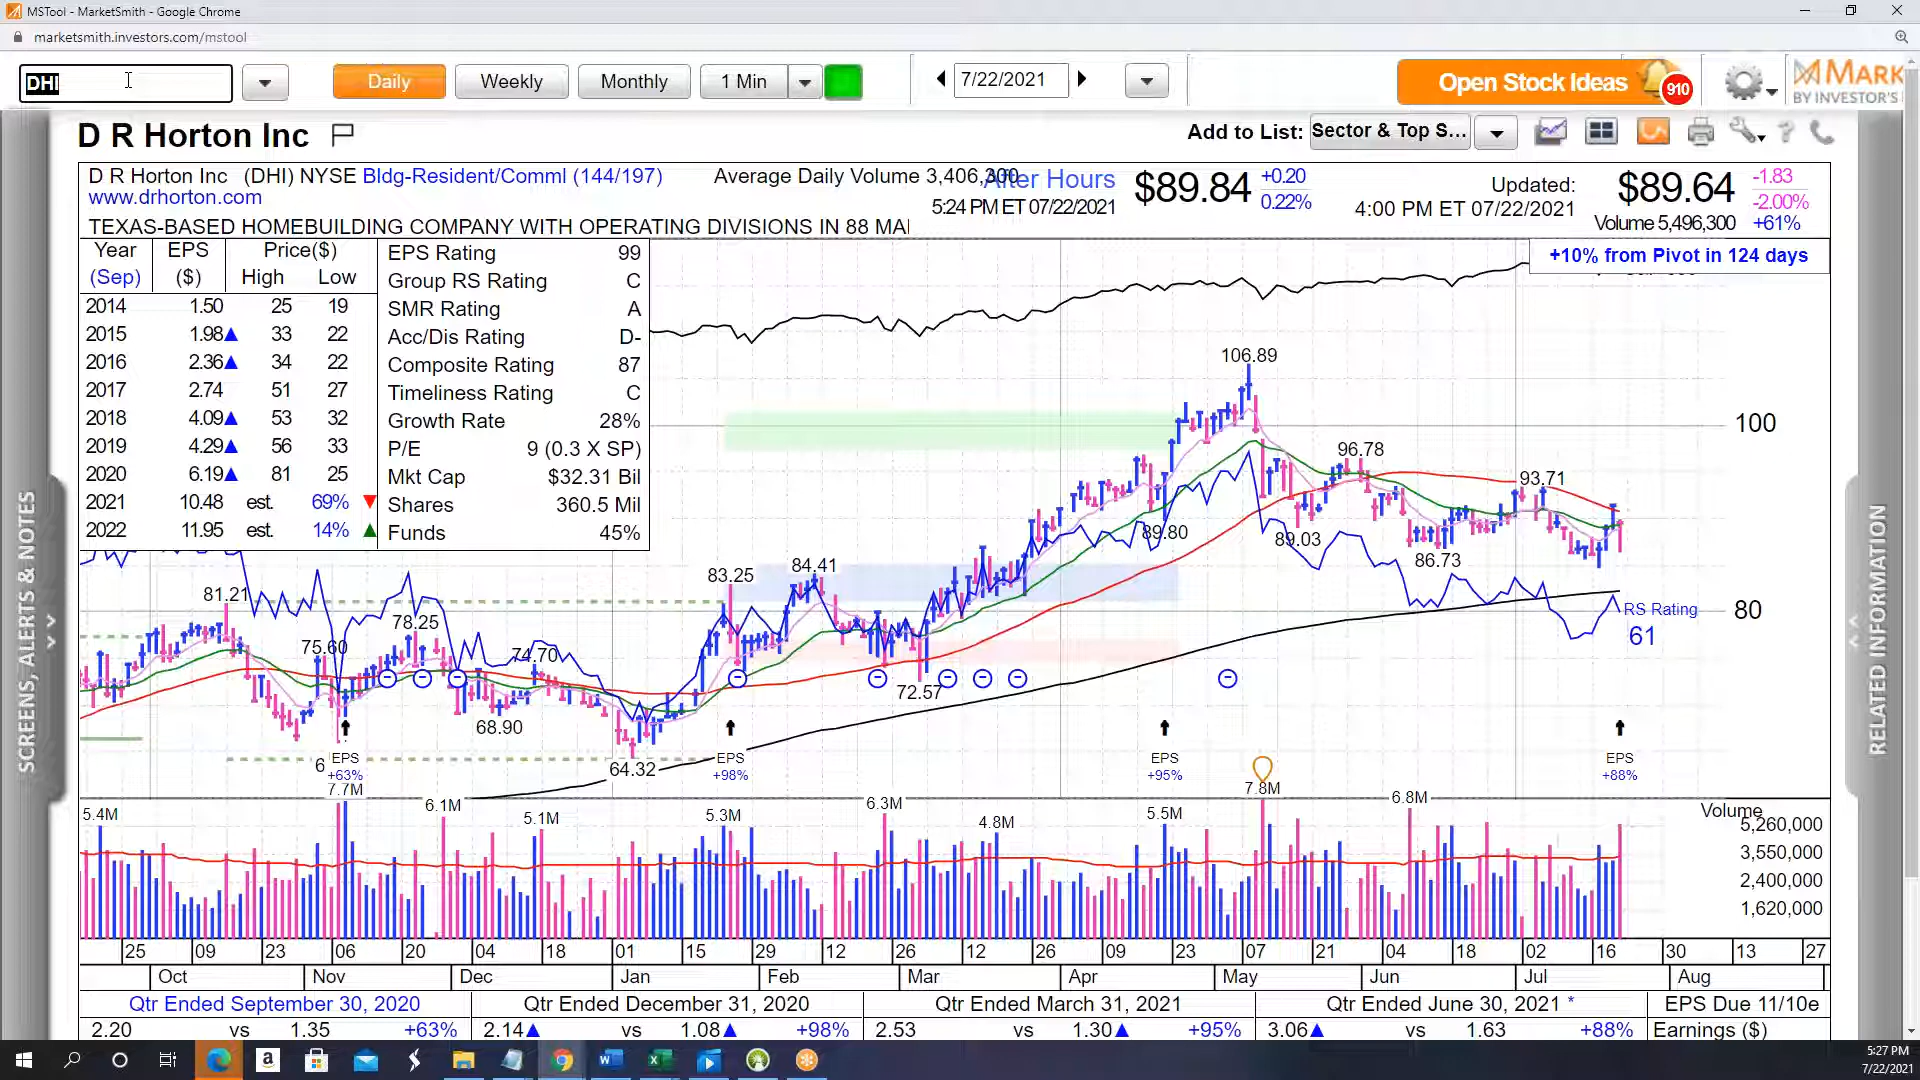 MSTool - MarketSmith - Google Chrome
marketsmith.investors.com/mstool
DHI
Daily
Weekly
Monthly
1 Min
7/22/2021
Open Stock Ideas
910
MARK
BY INVESTOR'S
D R Horton Inc
Add to List:
Sector & Top S...
D R Horton Inc (DHI) NYSE Bldg-Resident/Comml (144/197)
Average Daily Volume 3,406,300
After Hours
$89.84
+0.20
0.22%
5:24 PM ET 07/22/2021
Updated:
4:00 PM ET 07/22/2021
$89.64
-1.83
-2.00%
Volume 5,496,300 +61%
www.drhorton.com
TEXAS-BASED HOMEBUILDING COMPANY WITH OPERATING DIVISIONS IN 88 MA
+10% from Pivot in 124 days
Year EPS Price($)
(Sep) ($) High Low
2014 1.50 25 19
2015 1.98 33 22
2016 2.36 34 22
2017 2.74 51 27
2018 4.09 53 32
2019 4.29 56 33
2020 6.19 81 25
2021 10.48 est. 69%
2022 11.95 est. 14%
EPS Rating 99
Group RS Rating C
SMR Rating A
Acc/Dis Rating D-
Composite Rating 87
Timeliness Rating C
Growth Rate 28%
P/E 9 (0.3 X SP)
Mkt Cap $32.31 Bil
Shares 360.5 Mil
Funds 45%
106.89
100
96.78
93.71
89.80
89.03
86.73
84.41
83.25
81.21
80
RS Rating
61
78.25
75.60
74.70
72.57
68.90
64.32
6
EPS
+63%
EPS
+98%
EPS
+95%
EPS
+88%
7.7M
7.8M
5.4M
6.1M
5.1M
5.3M
6.3M
4.8M
5.5M
6.8M
Volume
5,260,000
3,550,000
2,400,000
1,620,000
25 09 23 06 20 04 18 01 15 29 12 26 12 26 09 23 07 21 04 18 02 16 30 13 27
Oct Nov Dec Jan Feb Mar Apr May Jun Jul Aug
Qtr Ended September 30, 2020
Qtr Ended December 31, 2020
Qtr Ended March 31, 2021
Qtr Ended June 30, 2021 *
EPS Due 11/10e
2.20 vs 1.35 +63%
2.14 vs 1.08 +98%
2.53 vs 1.30 +95%
3.06 vs 1.63 +88%
Earnings ($)
SCREENS, ALERTS & NOTES
RELATED INFORMATION
5:27 PM
7/22/2021